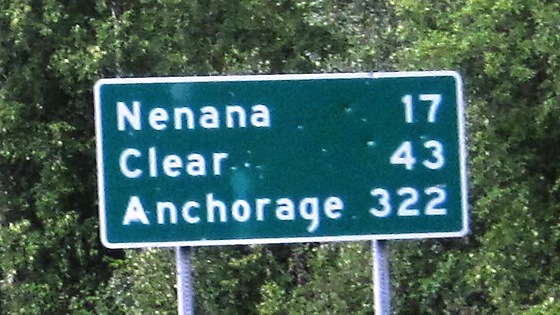 Nenana 17
Clear 43
Anchorage 322